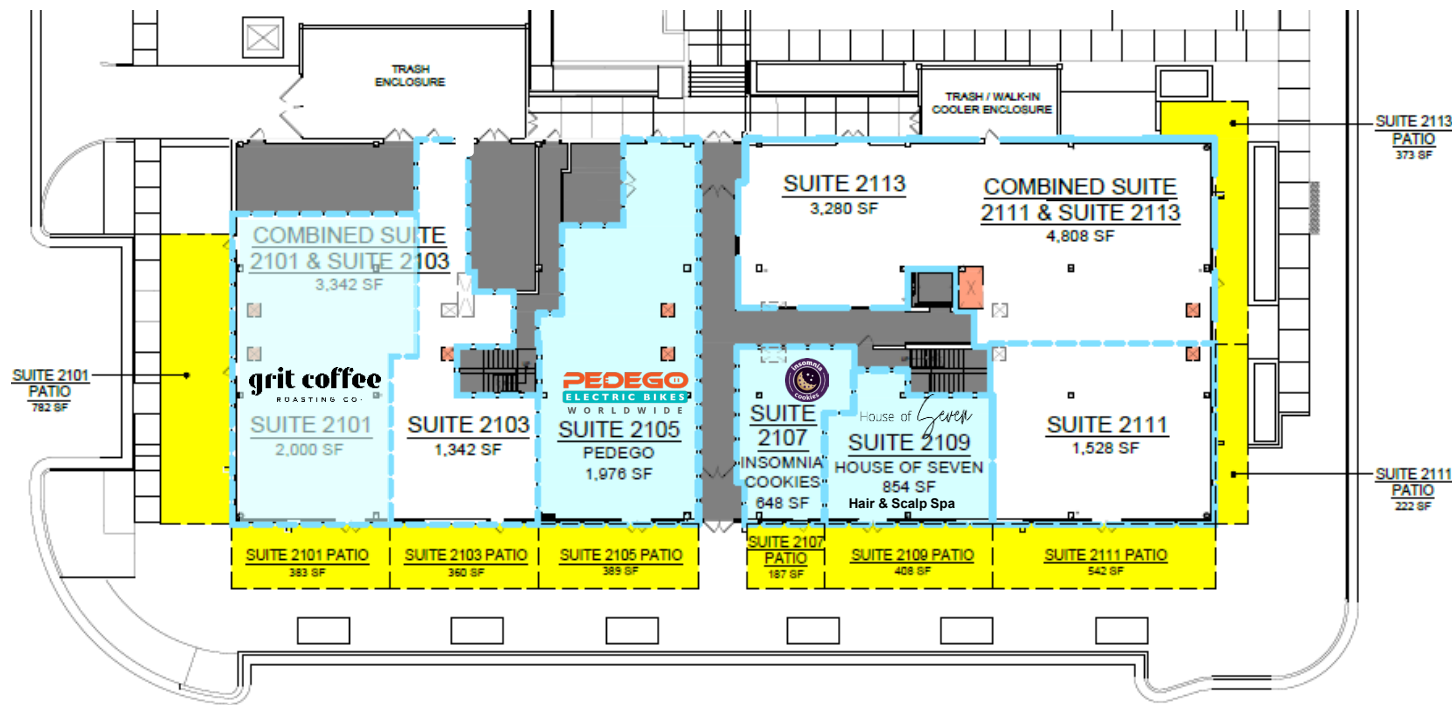 TRASH
ENCLOSURE
TRASH / WALK-IN
COOLER ENCLOSURE
SUITE 2113
PATIO
373 SF
SUITE 2113
3,280 SF
COMBINED SUITE
2111 & SUITE 2113
4,808 SF
COMBINED SUITE
2101 & SUITE 2103
3,342 SF
SUITE 2101
PATIO
782 SF
grit coffee
ROASTING CO.
SUITE 2101
2,000 SF
SUITE 2103
1,342 SF
PEDEGO
ELECTRIC BIKES
WORLDWIDE
SUITE 2105
PEDEGO
1,976 SF
insomnia
cookies
SUITE
2107
INSOMNIA
COOKIES
648 SF
House of Seven
SUITE 2109
HOUSE OF SEVEN
854 SF
Hair & Scalp Spa
SUITE 2111
1,528 SF
SUITE 2111
PATIO
222 SF
SUITE 2101 PATIO
383 SF
SUITE 2103 PATIO
360 SF
SUITE 2105 PATIO
389 SF
SUITE 2107
PATIO
187 SF
SUITE 2109 PATIO
408 SF
SUITE 2111 PATIO
542 SF